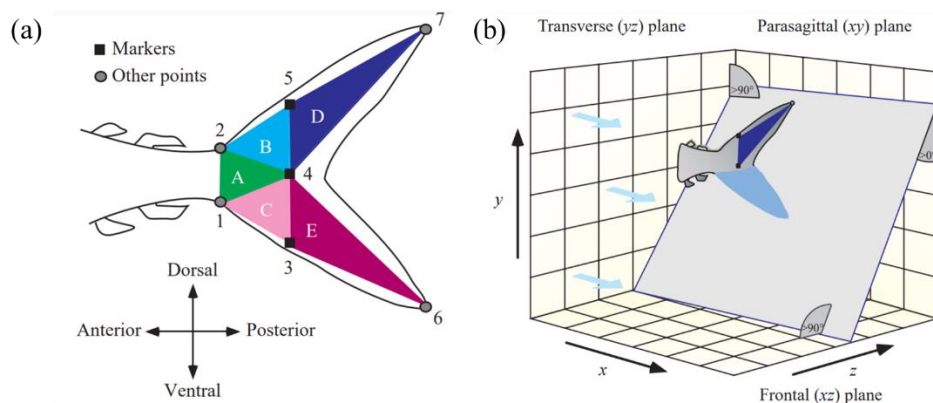 (a)
Markers
Other points
7
5
2
D
B
A
4
C
1
E
3
6
Dorsal
Anterior
Posterior
Ventral
(b)
Transverse (yz) plane
Parasagittal (xy) plane
>90°
>0°
y
>90°
x
z
Frontal (xz) plane